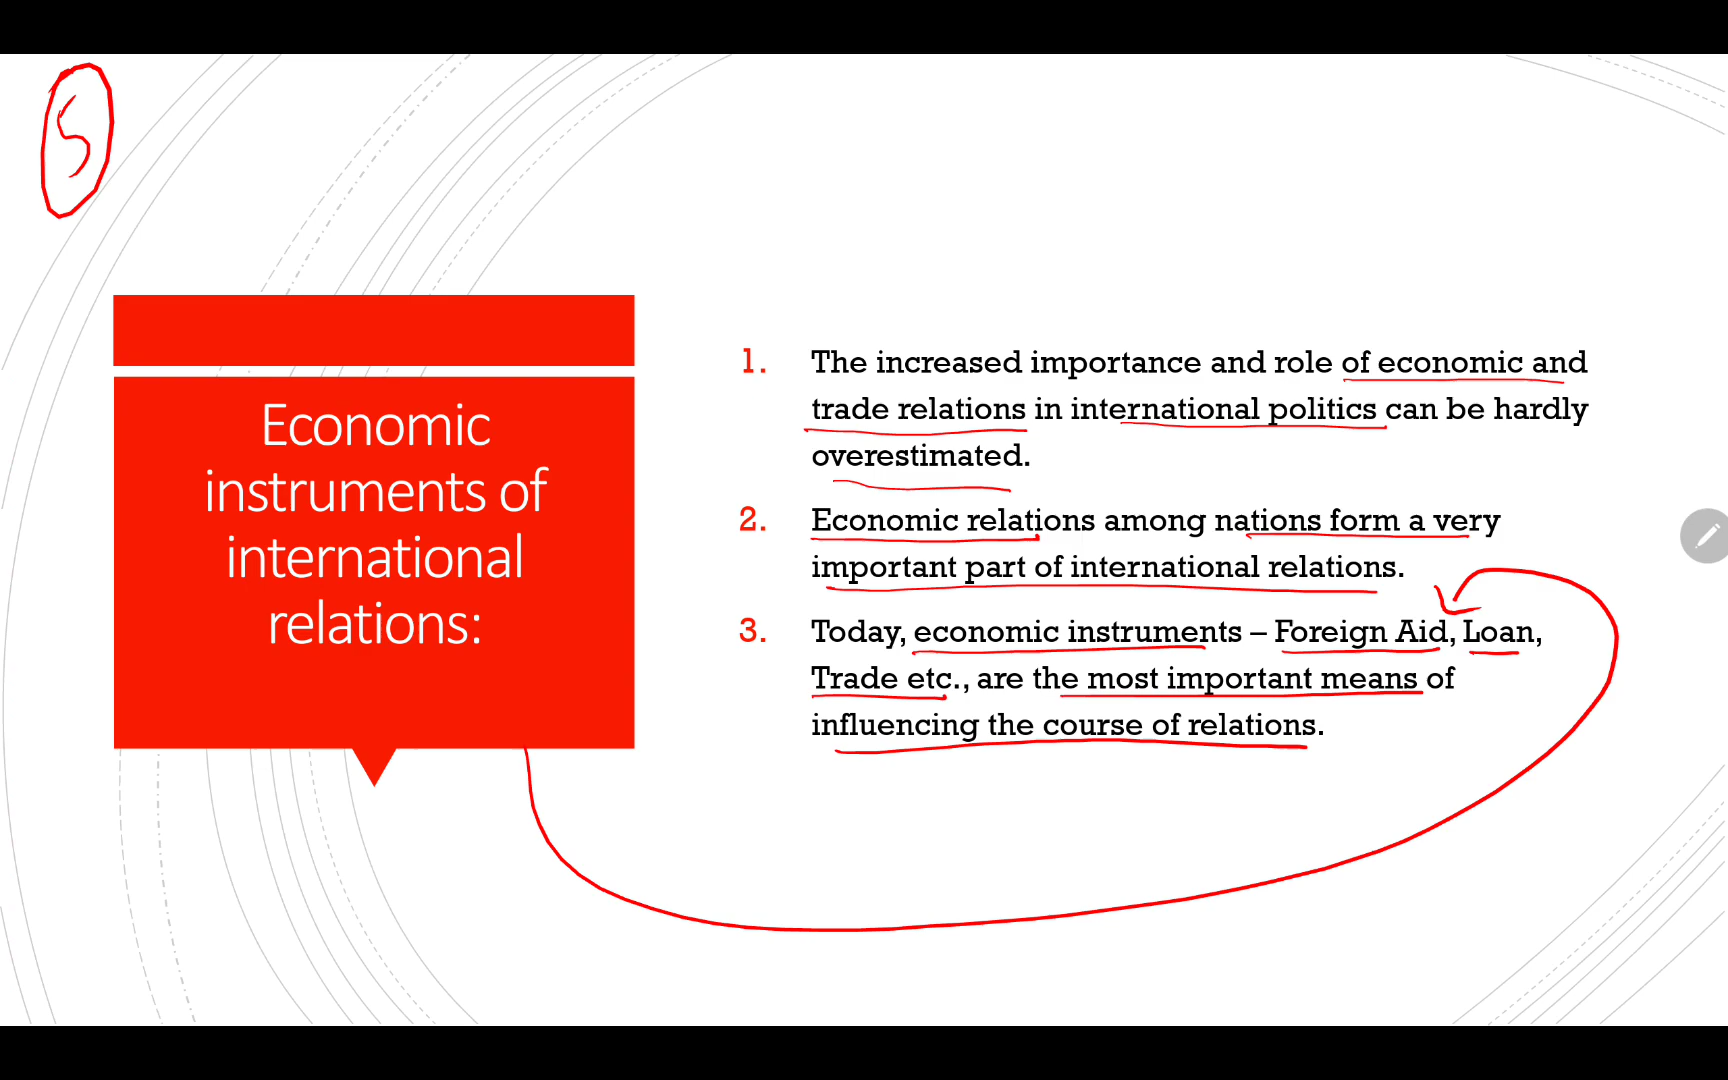 5
Economic
instruments of
international
relations:
1. The increased importance and role of economic and
trade relations in international politics can be hardly
overestimated.
2. Economic relations among nations form a very
important part of international relations.
3. Today, economic instruments – Foreign Aid, Loan,
Trade etc., are the most important means of
influencing the course of relations.